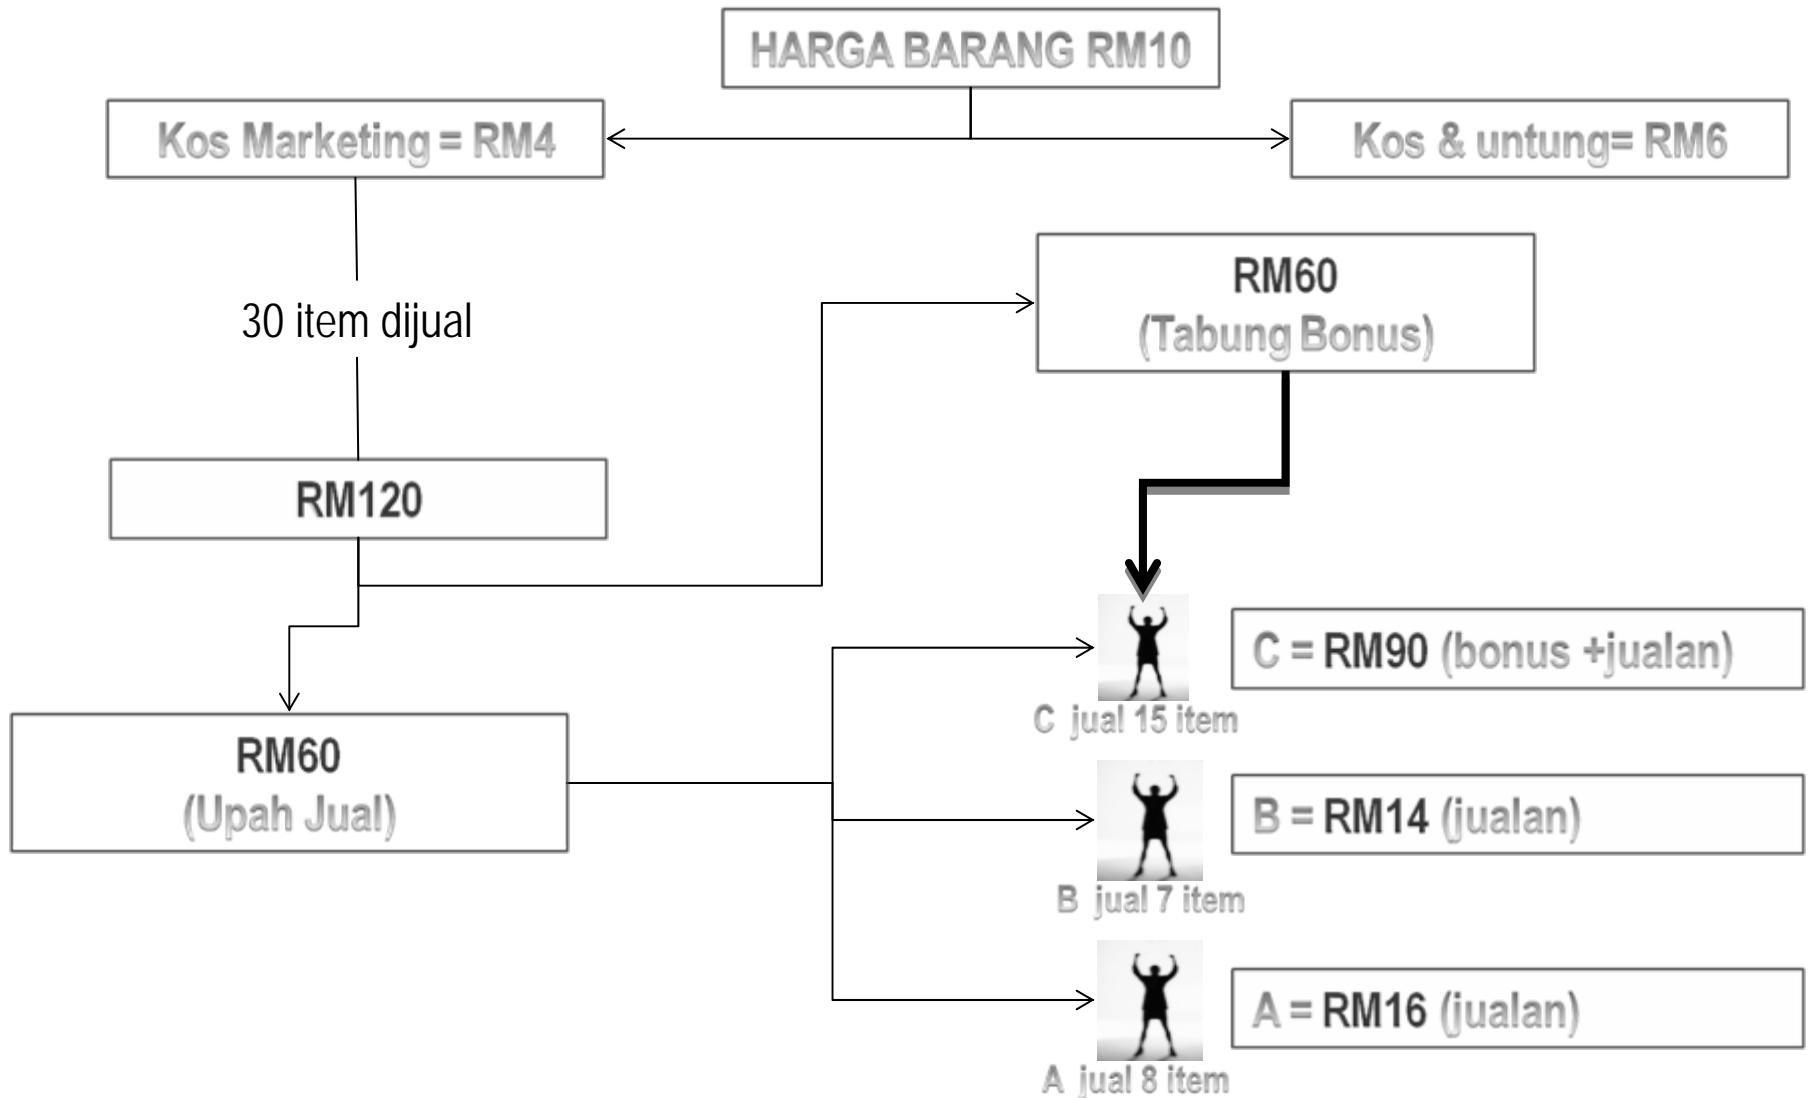 HARGA BARANG RM10
Kos Marketing = RM4
Kos & untung= RM6
30 item dijual
RM60
(Tabung Bonus)
RM120
RM60
(Upah Jual)
C = RM90 (bonus +jualan)
C jual 15 item
B = RM14 (jualan)
B jual 7 item
A = RM16 (jualan)
A jual 8 item